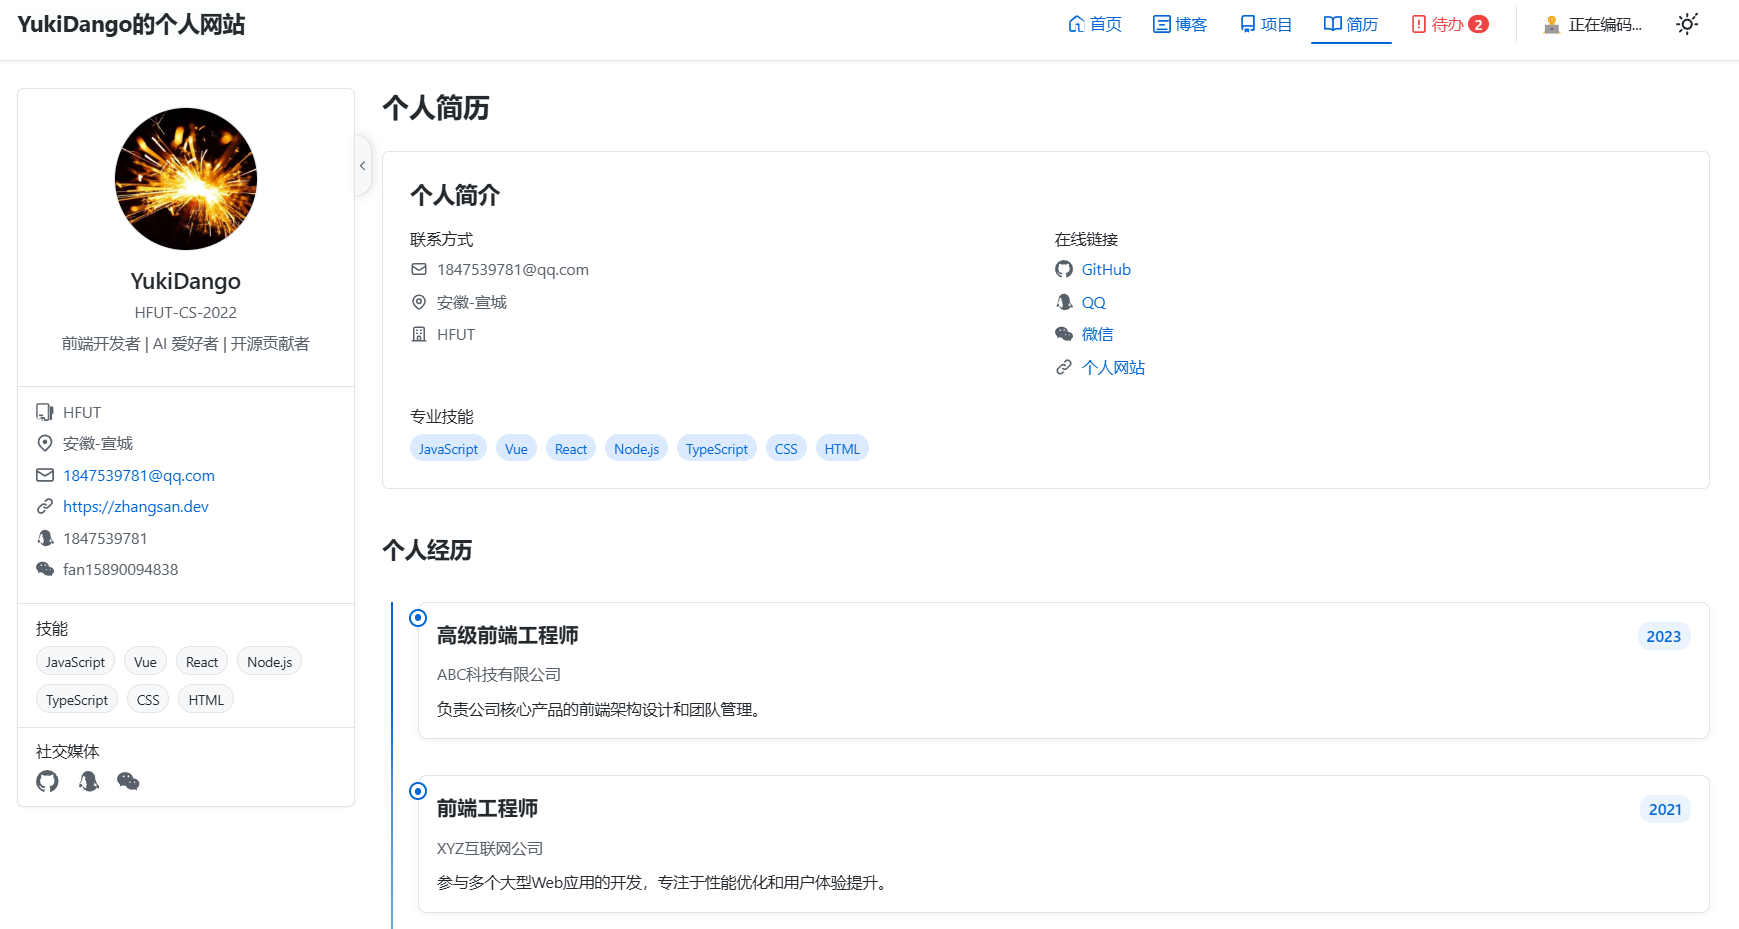 YukiDango的个人网站
首页
博客
项目
简历
待办 2
正在编码...
YukiDango
HFUT-CS-2022
前端开发者 | AI 爱好者 | 开源贡献者
HFUT
安徽-宣城
1847539781@qq.com
https://zhangsan.dev
1847539781
fan15890094838
技能
JavaScript
Vue
React
Node.js
TypeScript
CSS
HTML
社交媒体
个人简历
个人简介
联系方式
1847539781@qq.com
安徽-宣城
HFUT
在线链接
GitHub
QQ
微信
个人网站
专业技能
JavaScript
Vue
React
Node.js
TypeScript
CSS
HTML
个人经历
高级前端工程师
2023
ABC科技有限公司
负责公司核心产品的前端架构设计和团队管理。
前端工程师
2021
XYZ互联网公司
参与多个大型Web应用的开发，专注于性能优化和用户体验提升。